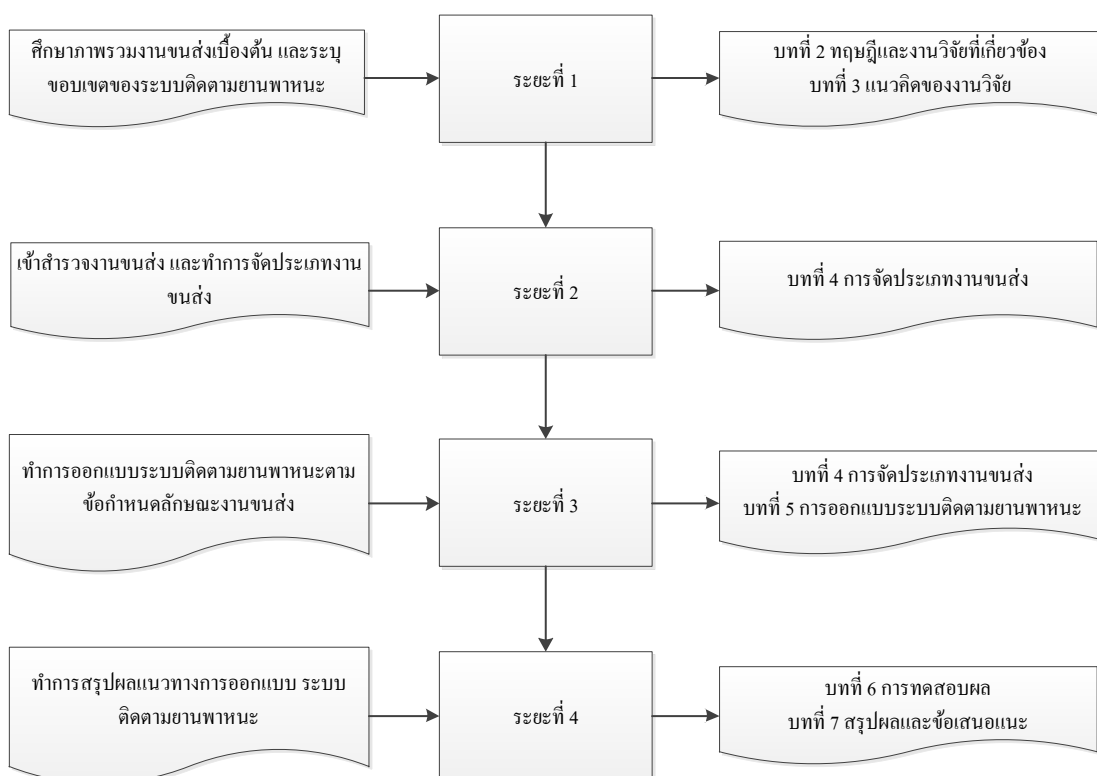 ศึกษาภาพรวมงานขนส่งเบื้องต้น และระบุ
ขอบเขตของระบบติดตามยานพาหนะ
ระยะที่ 1
บทที่ 2 ทฤษฎีและงานวิจัยที่เกี่ยวข้อง
บทที่ 3 แนวคิดของงานวิจัย
เข้าสำรวจงานขนส่ง และทำการจัดประเภทงาน
ขนส่ง
ระยะที่ 2
บทที่ 4 การจัดประเภทงานขนส่ง
ทำการออกแบบระบบติดตามยานพาหนะตาม
ข้อกำหนดลักษณะงานขนส่ง
ระยะที่ 3
บทที่ 4 การจัดประเภทงานขนส่ง
บทที่ 5 การออกแบบระบบติดตามยานพาหนะ
ทำการสรุปผลแนวทางการออกแบบ ระบบ
ติดตามยานพาหนะ
ระยะที่ 4
บทที่ 6 การทดสอบผล
บทที่ 7 สรุปผลและข้อเสนอแนะ